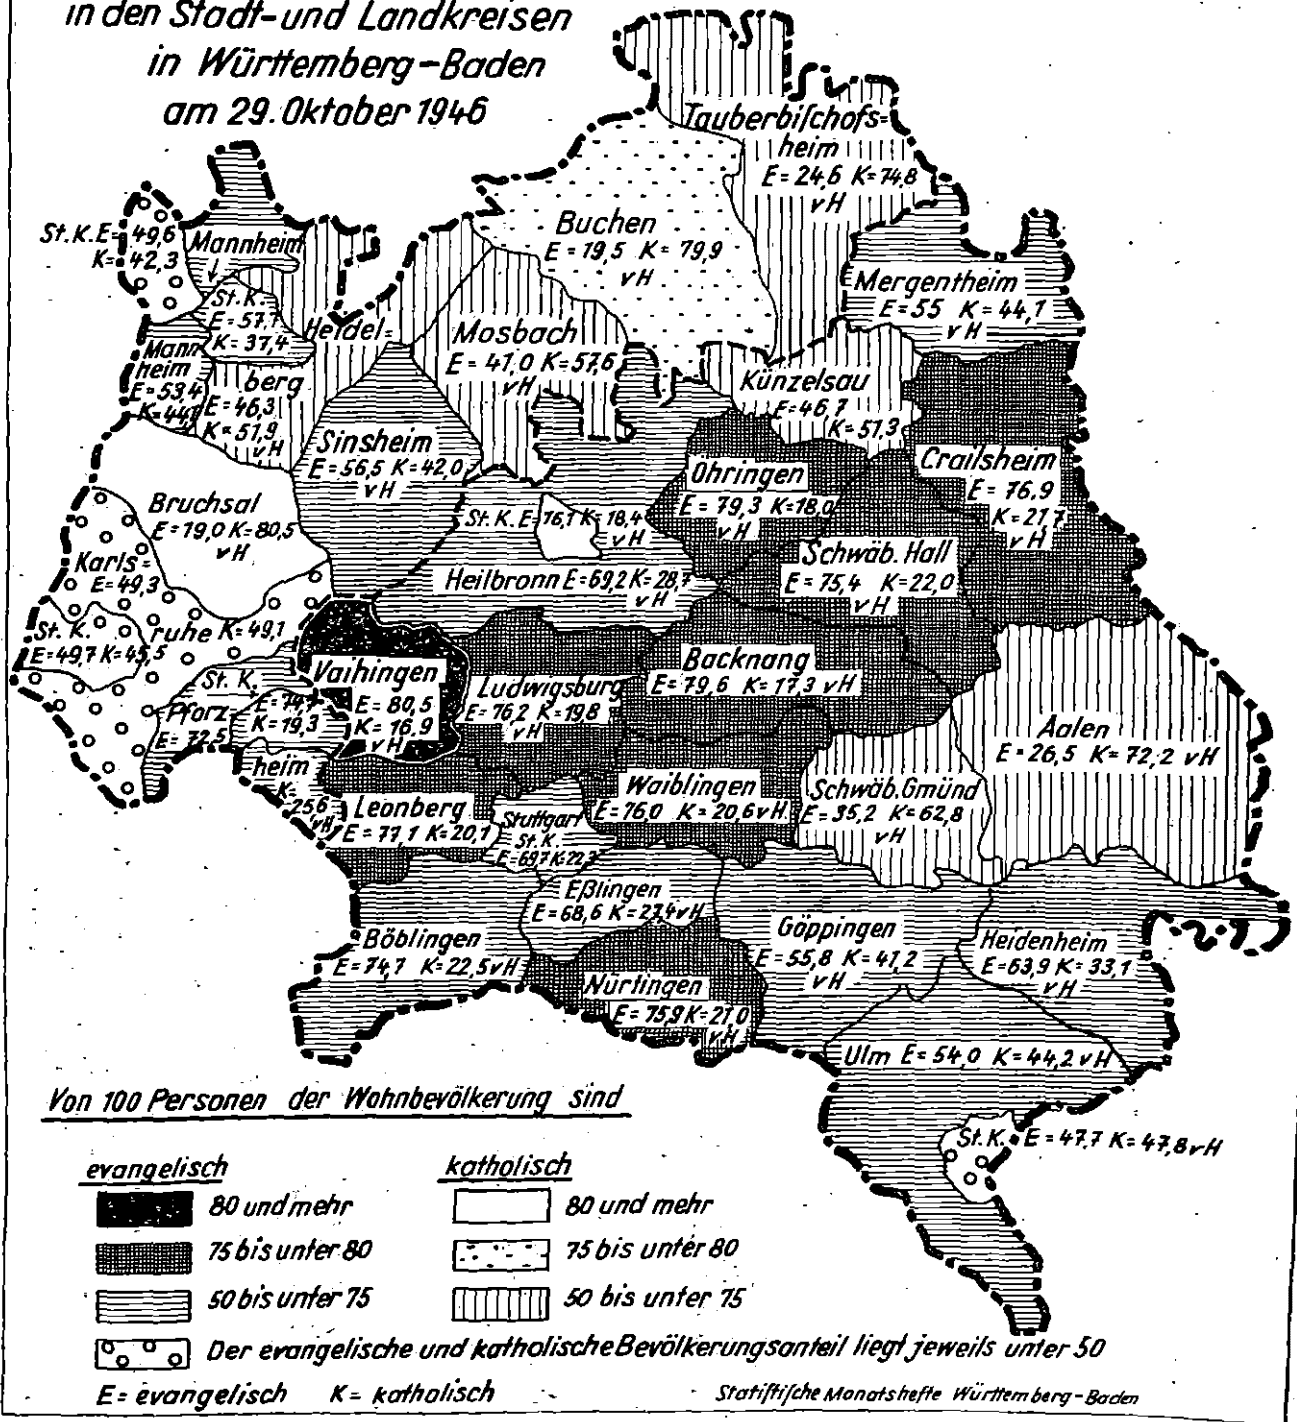 in den Stadt- und Landkreisen
in Württemberg-Baden
am 29. Oktober 1946
Tauberbischofs=
heim
E=24,6 K=74,8
vH
Buchen
E=19,5 K=79,9
vH
St.K. E= 49,6
K= 42,3
Mannheim
Mergentheim
E=55 K=44,1
vH
St.K.
E=57,1
K=37,4
Heidel=
berg
E=46,3
K=51,9
vH
Mann
heim
E=53,4
Mosbach
E=41,0 K=57,6
vH
Künzelsau
E=46,7
K=51,3
Sinsheim
E=56,5 K=42,0
vH
Öhringen
E=79,3 K=18,0
vH
Crailsheim
E=76,9
K=21,7
vH
Bruchsal
E=19,0 K=80,5
vH
St.K. E=76,1 K=18,4
vH
Karls=
E=49,3
ruhe K=49,1
Heilbronn E=69,2 K=28,7
vH
Schwäb. Hall
E=75,4 K=22,0
vH
St.K.
E=49,7 K=45,5
Vaihingen
E=80,5
K=16,9
vH
Ludwigsburg
E=76,2 K=19,8
vH
Backnang
E=79,6 K=17,3 vH
St.K.
K=19,3
Pforz=
E=72,5
heim
K=
25,6
vH
Aalen
E=26,5 K=72,2 vH
Leonberg
E=77,1 K=20,1
Waiblingen
E=76,0 K=20,6 vH
Schwäb. Gmünd
E=35,2 K=62,8
vH
Stuttgart
St.K.
E=69,7
Eßlingen
E=68,6 K=27,4 vH
Böblingen
E=74,7 K=22,5 vH
Göppingen
E=55,8 K=41,2
vH
Heidenheim
E=63,9 K=33,1
vH
Nürtingen
E=75,9 K=21,0
vH
Ulm E=54,0 K=44,2 vH
St.K. E=47,7 K=47,8 vH
Von 100 Personen der Wohnbevölkerung sind
evangelisch katholisch
80 und mehr 80 und mehr
75 bis unter 80 75 bis unter 80
50 bis unter 75 50 bis unter 75
Der evangelische und katholische Bevölkerungsanteil liegt jeweils unter 50
E= evangelisch K= katholisch
Statistische Monatshefte Württemberg-Baden